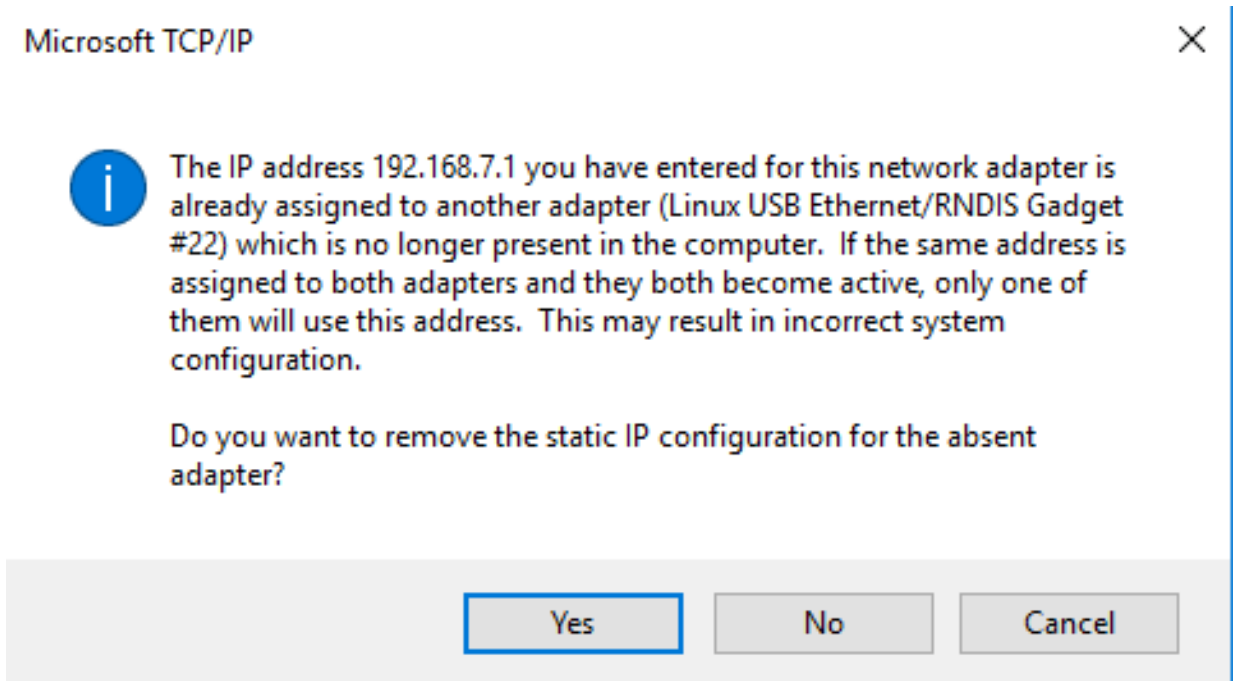 Microsoft TCP/IP
The IP address 192.168.7.1 you have entered for this network adapter is
already assigned to another adapter (Linux USB Ethernet/RNDIS Gadget
#22) which is no longer present in the computer.  If the same address is
assigned to both adapters and they both become active, only one of
them will use this address.  This may result in incorrect system
configuration.
Do you want to remove the static IP configuration for the absent
adapter?
Yes No Cancel